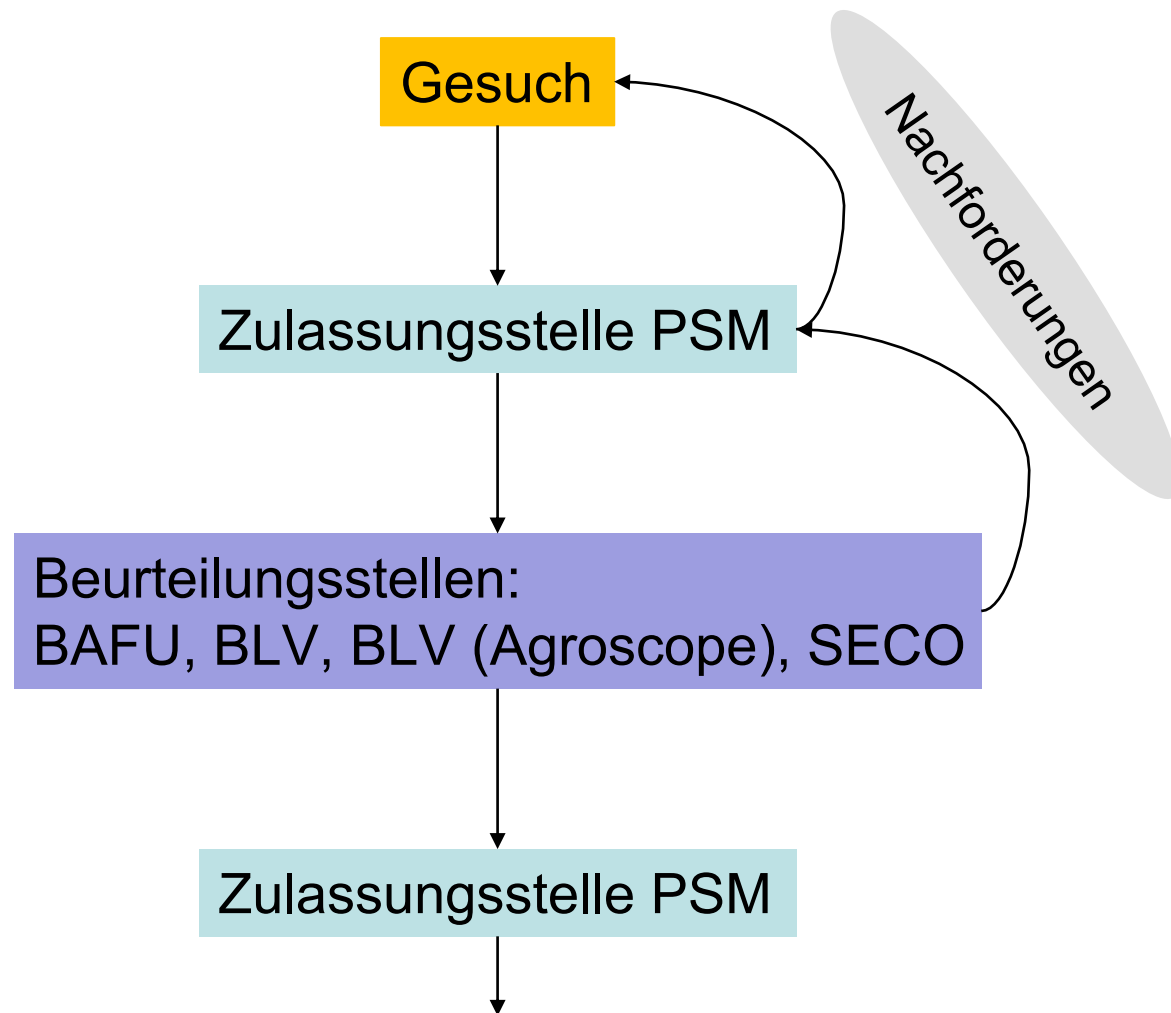 Gesuch
Nachforderungen
Zulassungsstelle PSM
Beurteilungsstellen:
BAFU, BLV, BLV (Agroscope), SECO
Zulassungsstelle PSM